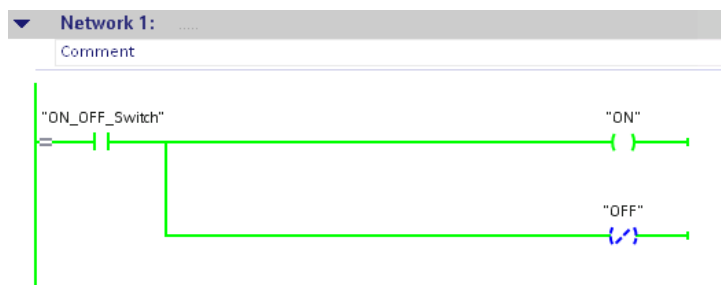 Network 1: .....
Comment
"ON_OFF_Switch" "ON"
"OFF"